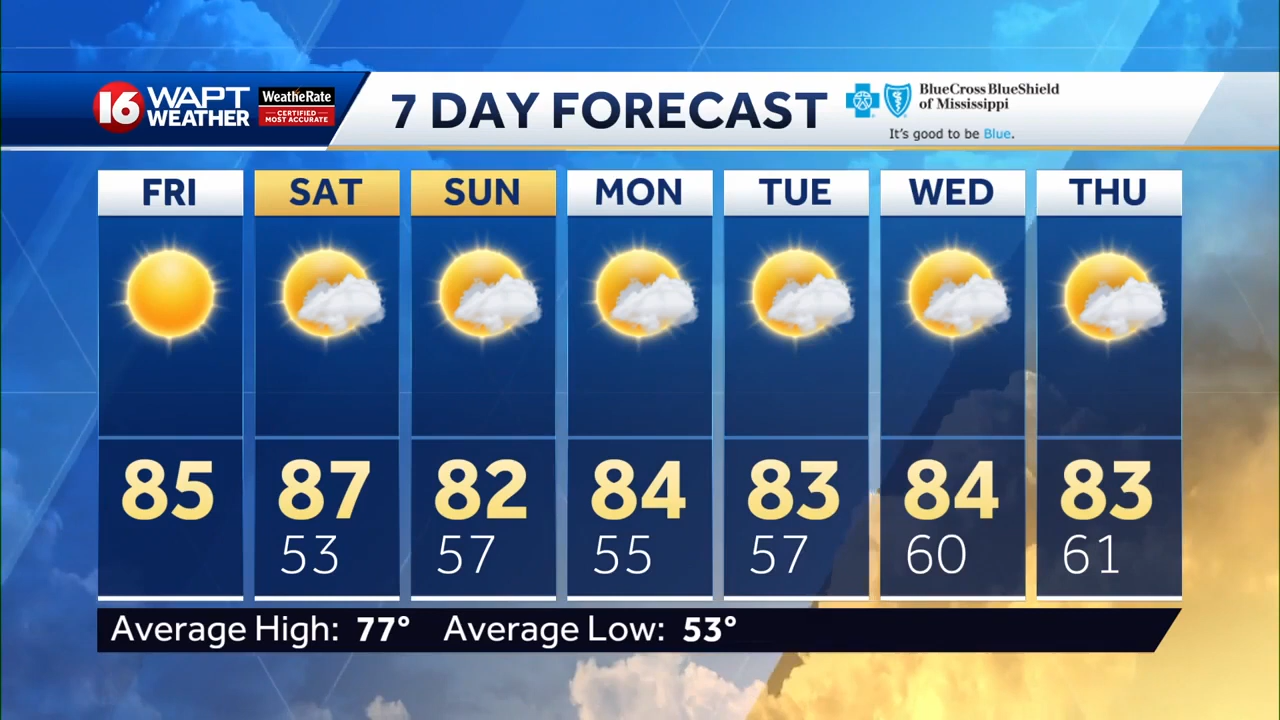 16 WAPT WEATHER
WeatheRate
CERTIFIED
MOST ACCURATE
7 DAY FORECAST
BlueCross BlueShield
of Mississippi
It's good to be Blue.
FRI SAT SUN MON TUE WED THU
85 87 82 84 83 84 83
53 57 55 57 60 61
Average High: 77° Average Low: 53°